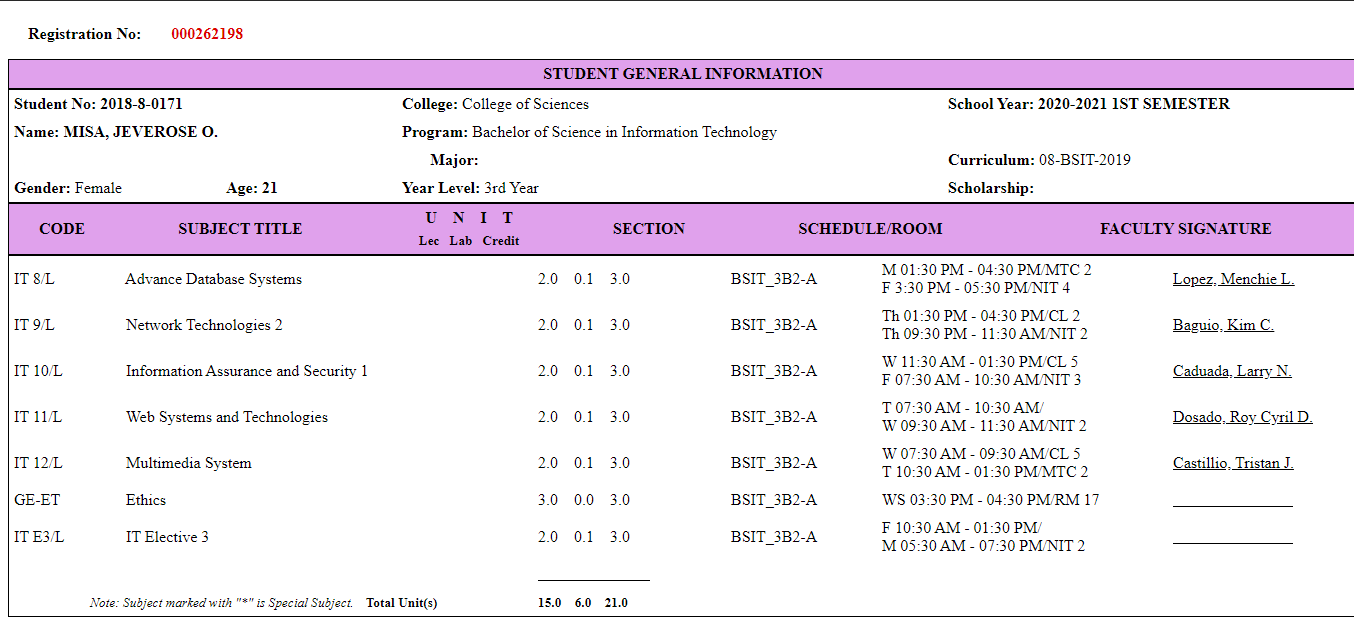 Registration No: 000262198
STUDENT GENERAL INFORMATION
Student No: 2018-8-0171 College: College of Sciences School Year: 2020-2021 1ST SEMESTER
Name: MISA, JEVEROSE O. Program: Bachelor of Science in Information Technology
Major: Curriculum: 08-BSIT-2019
Gender: Female Age: 21 Year Level: 3rd Year Scholarship:
CODE SUBJECT TITLE U N I T SECTION SCHEDULE/ROOM FACULTY SIGNATURE
Lec Lab Credit
IT 8/L Advance Database Systems 2.0 0.1 3.0 BSIT_3B2-A M 01:30 PM - 04:30 PM/MTC 2
F 3:30 PM - 05:30 PM/NIT 4 Lopez, Menchie L.
IT 9/L Network Technologies 2 2.0 0.1 3.0 BSIT_3B2-A Th 01:30 PM - 04:30 PM/CL 2
Th 09:30 PM - 11:30 AM/NIT 2 Baguio, Kim C.
IT 10/L Information Assurance and Security 1 2.0 0.1 3.0 BSIT_3B2-A W 11:30 AM - 01:30 PM/CL 5
F 07:30 AM - 10:30 AM/NIT 3 Caduada, Larry N.
IT 11/L Web Systems and Technologies 2.0 0.1 3.0 BSIT_3B2-A T 07:30 AM - 10:30 AM/
W 09:30 AM - 11:30 AM/NIT 2 Dosado, Roy Cyril D.
IT 12/L Multimedia System 2.0 0.1 3.0 BSIT_3B2-A W 07:30 AM - 09:30 AM/CL 5
T 10:30 AM - 01:30 PM/MTC 2 Castillio, Tristan J.
GE-ET Ethics 3.0 0.0 3.0 BSIT_3B2-A WS 03:30 PM - 04:30 PM/RM 17
IT E3/L IT Elective 3 2.0 0.1 3.0 BSIT_3B2-A F 10:30 AM - 01:30 PM/
M 05:30 AM - 07:30 PM/NIT 2
Note: Subject marked with "*" is Special Subject. Total Unit(s) 15.0 6.0 21.0